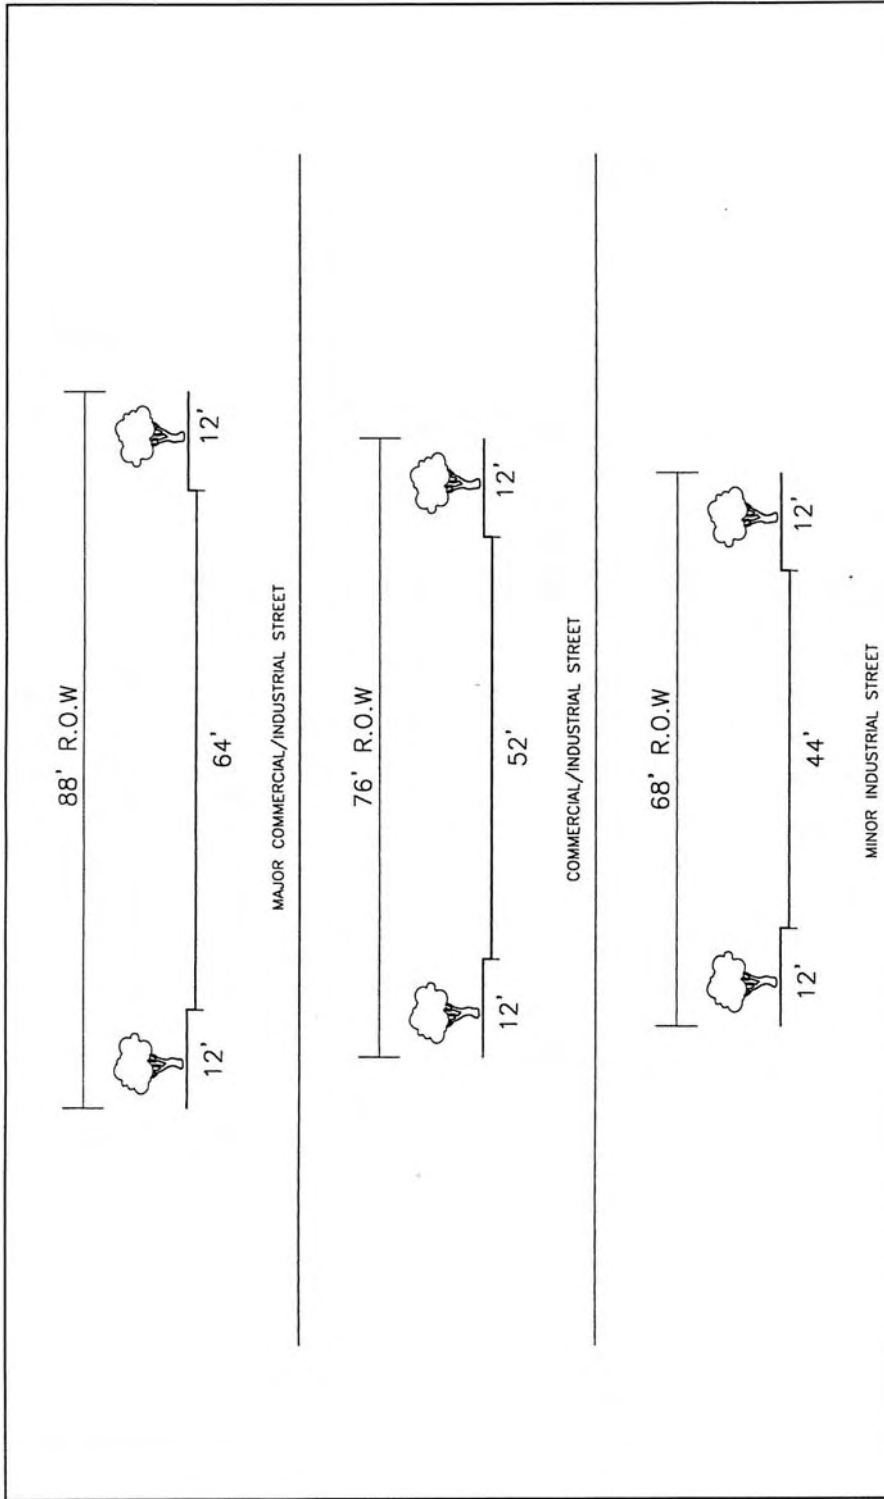 88' R.O.W
12'
64'
12'
MAJOR COMMERCIAL/INDUSTRIAL STREET
76' R.O.W
12'
52'
12'
COMMERCIAL/INDUSTRIAL STREET
68' R.O.W
12'
44'
12'
MINOR INDUSTRIAL STREET